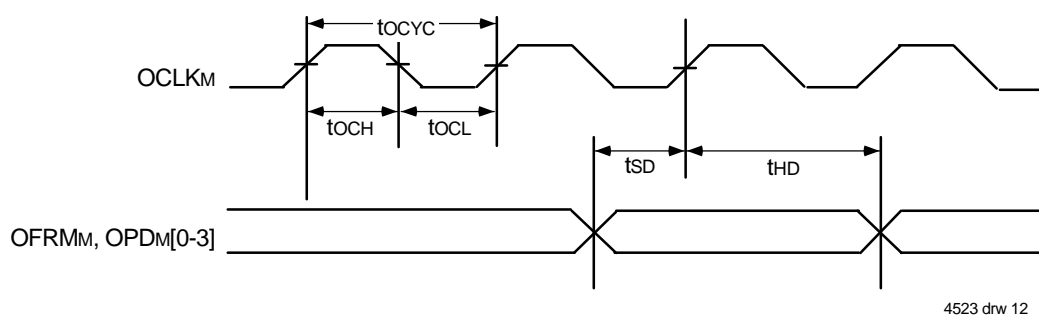 tOCYC
OCLKM
tOCH
tOCL
tSD
tHD
OFRMM, OPDM[0-3]
4523 drw 12